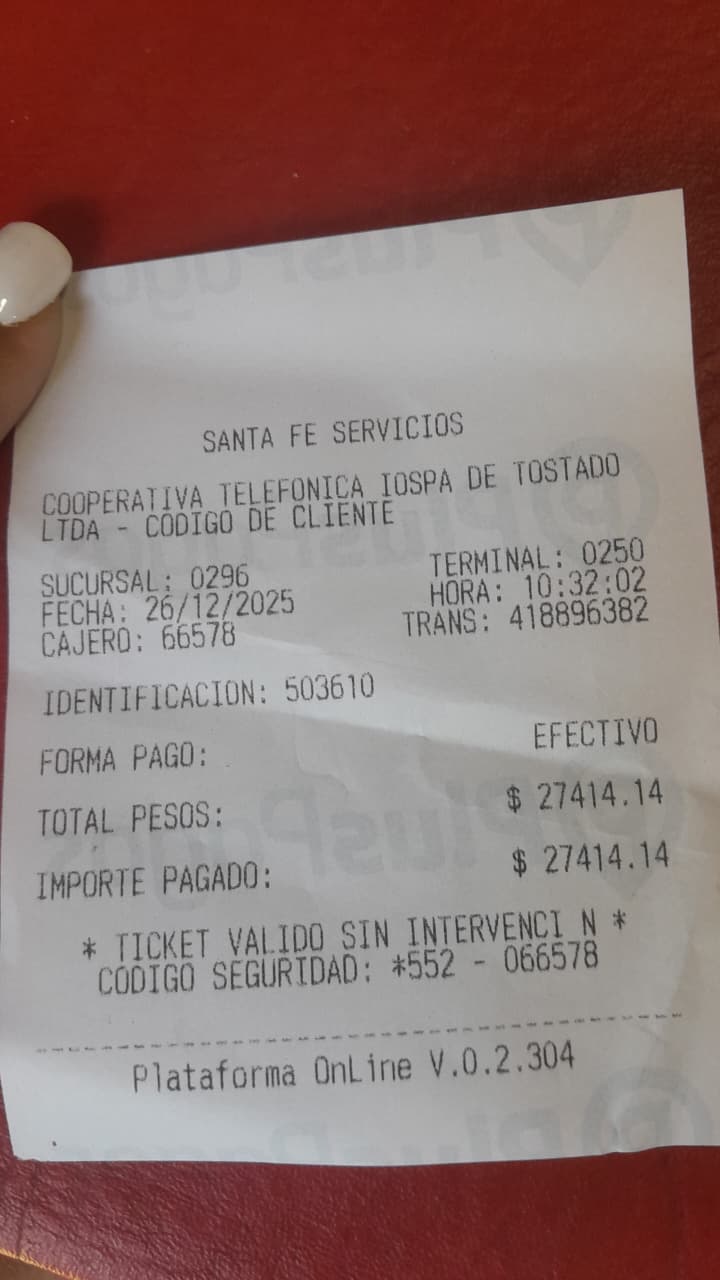 SANTA FE SERVICIOS
COOPERATIVA TELEFONICA IOSPA DE TOSTADO
LTDA - CODIGO DE CLIENTE
SUCURSAL: 0296 TERMINAL: 0250
FECHA: 26/12/2025 HORA: 10:32:02
CAJERO: 66578 TRANS: 418896382
IDENTIFICACION: 503610
FORMA PAGO: EFECTIVO
TOTAL PESOS: $ 27414.14
IMPORTE PAGADO: $ 27414.14
* TICKET VALIDO SIN INTERVENCI N *
CODIGO SEGURIDAD: *552 - 066578
Plataforma OnLine V.0.2.304